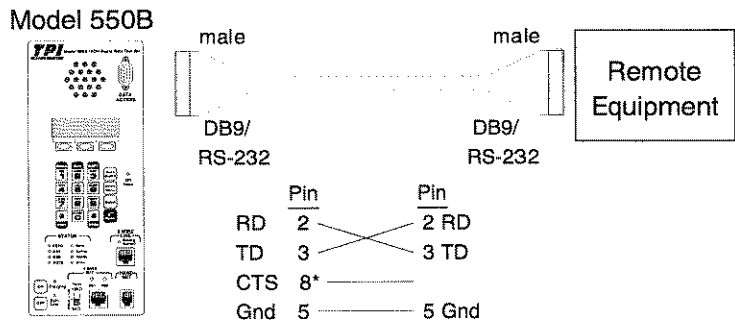 Model 550B
TPI
male
male
Remote
Equipment
DB9/
RS-232
DB9/
RS-232
Pin
Pin
RD 2 2 RD
TD 3 3 TD
CTS 8*
Gnd 5 5 Gnd